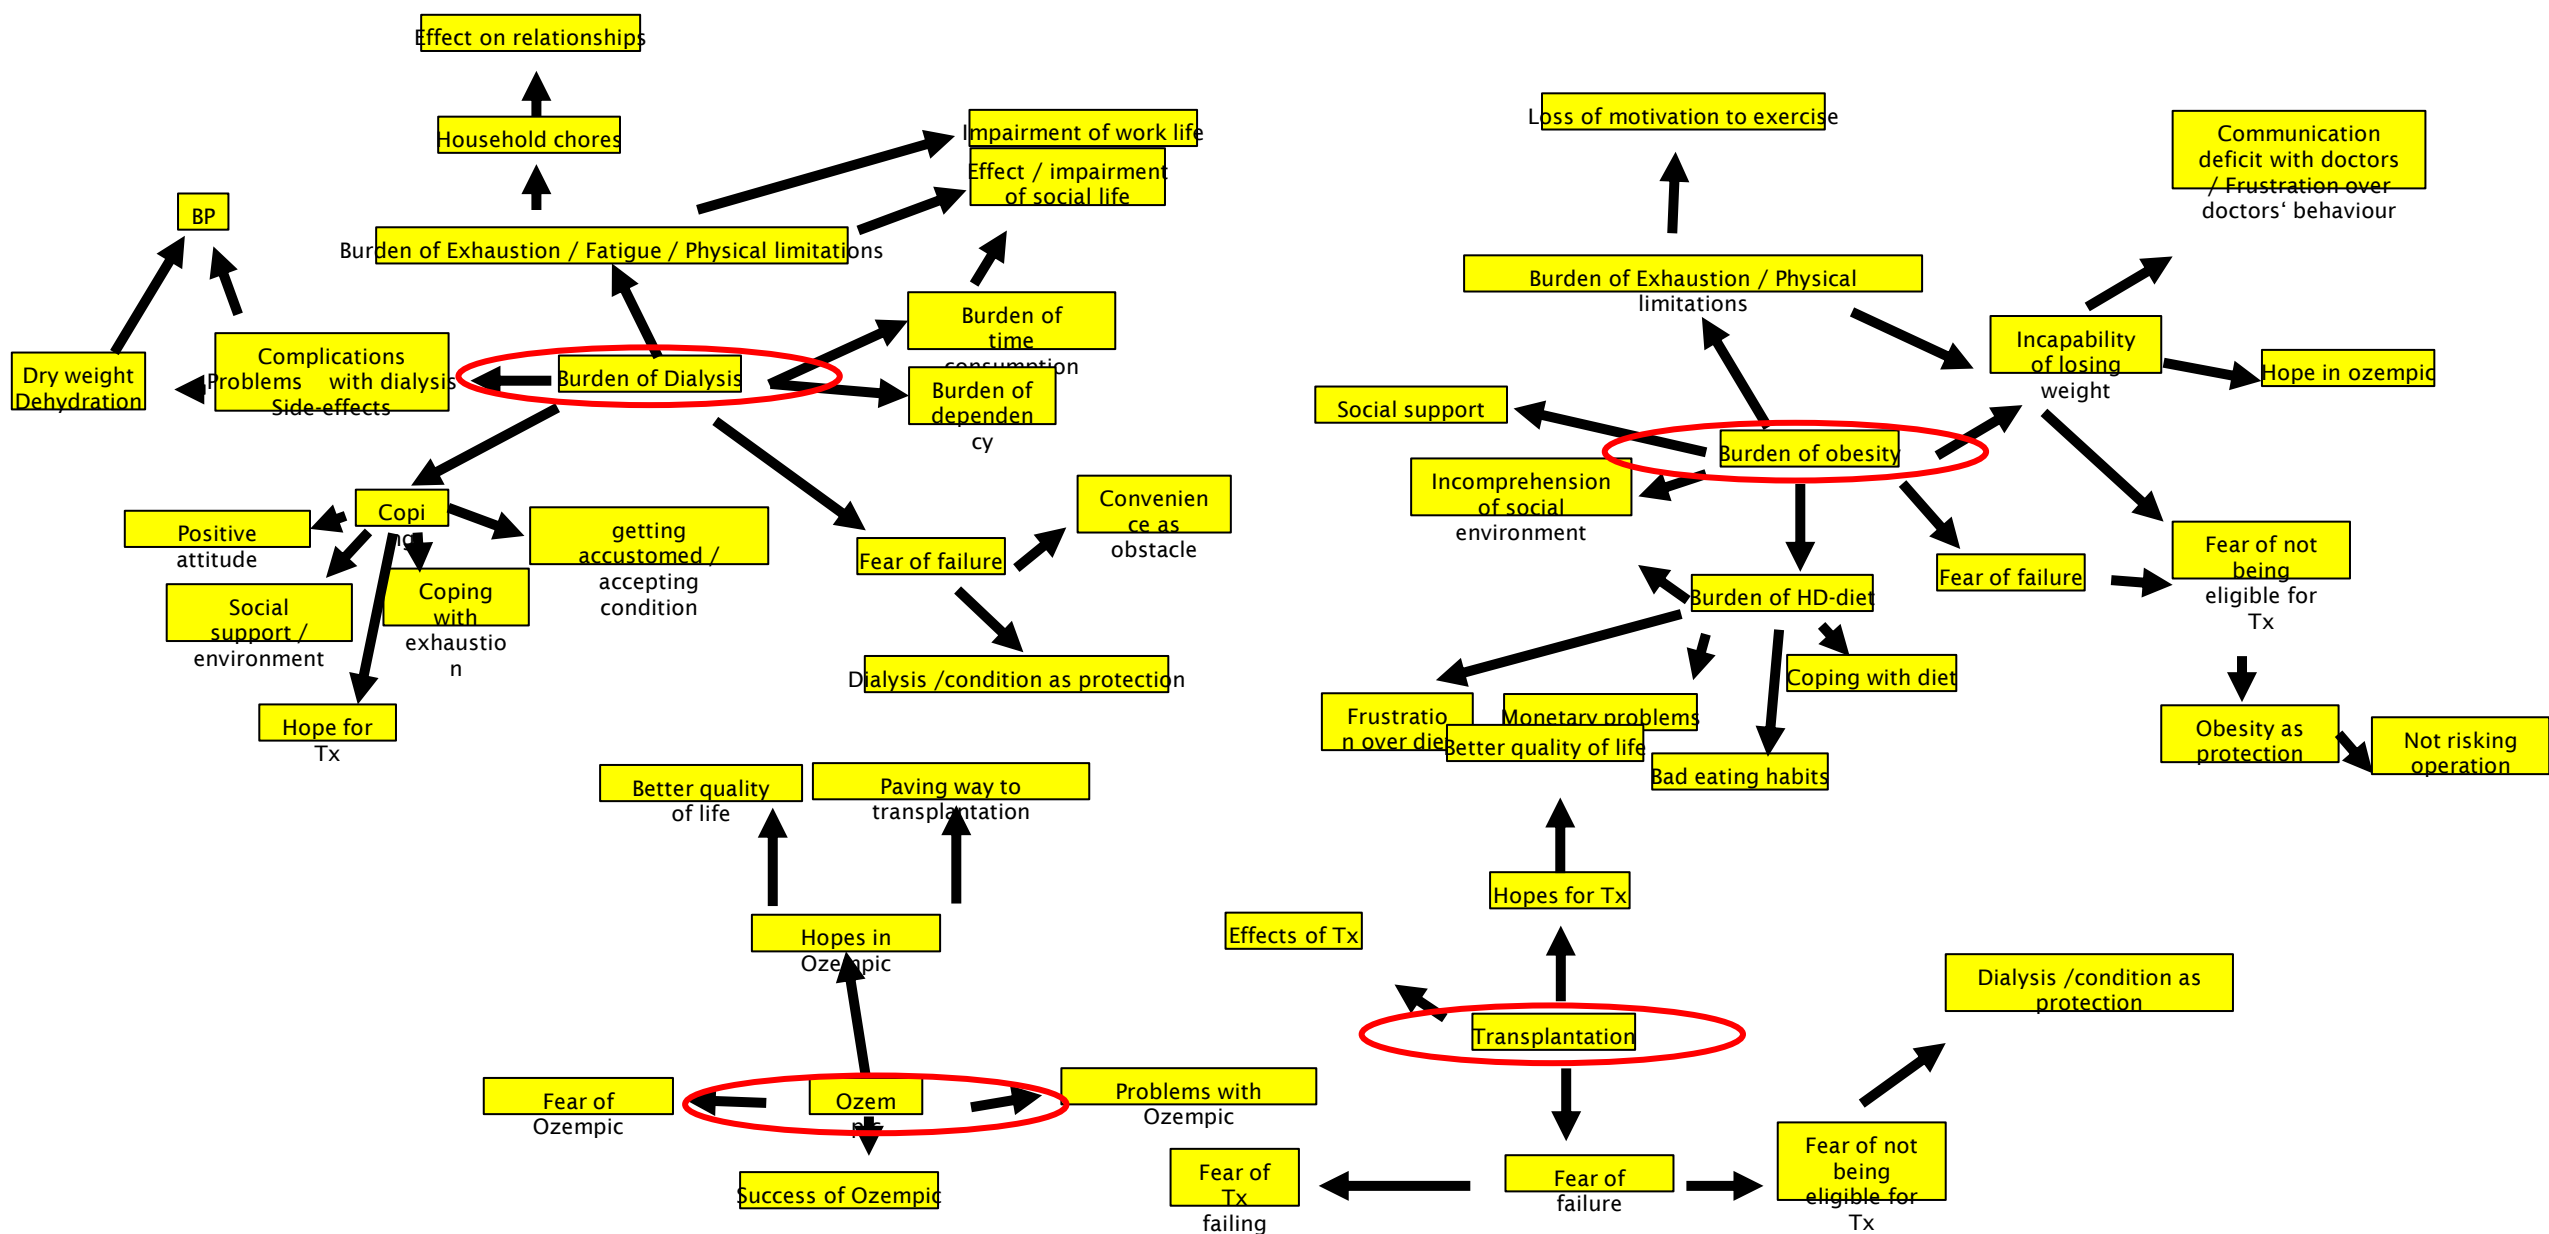 Effect on relationships
Household chores
Impairment of work life
Effect / impairment
of social life
BP
Burden of Exhaustion / Fatigue / Physical limitations
Dry weight
Dehydration
Complications
Problems with dialysis
Side-effects
Burden of Dialysis
Burden of
time
consumption
Burden of
dependen
cy
Copi
ng
Positive
attitude
Social
support /
environment
Coping
with
exhaustio
n
getting
accustomed /
accepting
condition
Hope for
Tx
Fear of failure
Convenien
ce as
obstacle
Dialysis /condition as protection
Loss of motivation to exercise
Communication
deficit with doctors
/ Frustration over
doctors‘ behaviour
Burden of Exhaustion / Physical
limitations
Incapability
of losing
weight
Hope in ozempic
Social support
Burden of obesity
Incomprehension
of social
environment
Fear of failure
Fear of not
being
eligible for
Tx
Burden of HD-diet
Coping with diet
Frustratio
n over die
Monetary problems
Better quality of life
Bad eating habits
Obesity as
protection
Not risking
operation
Better quality
of life
Paving way to
transplantation
Hopes in
Ozempic
Fear of
Ozempic
Ozem
pic
Problems with
Ozempic
Success of Ozempic
Hopes for Tx
Effects of Tx
Transplantation
Dialysis /condition as
protection
Fear of
Tx
failing
Fear of
failure
Fear of not
being
eligible for
Tx